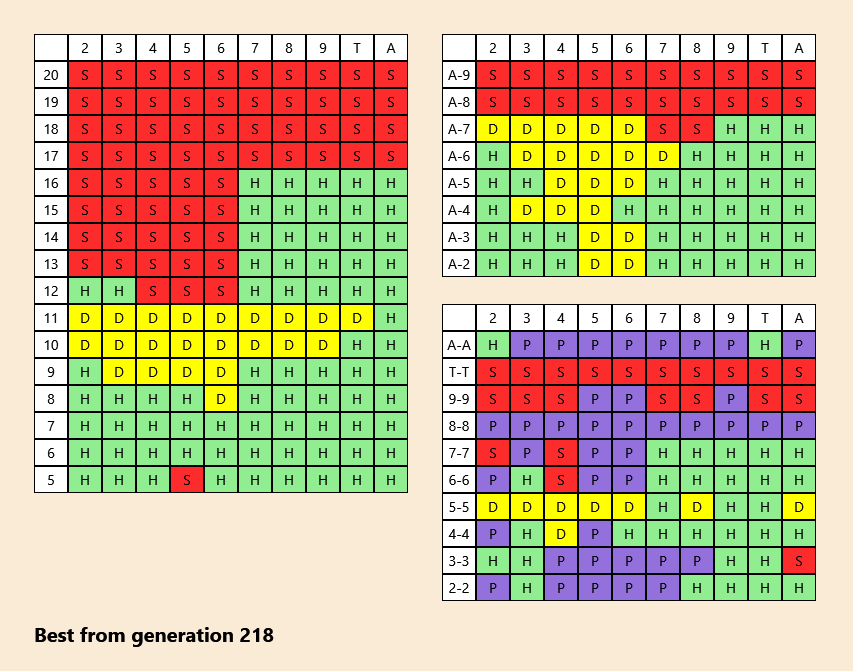 2 3 4 5 6 7 8 9 T A
20 S S S S S S S S S S
19 S S S S S S S S S S
18 S S S S S S S S S S
17 S S S S S S S S S S
16 S S S S S H H H H H
15 S S S S S H H H H H
14 S S S S S H H H H H
13 S S S S S H H H H H
12 H H S S S H H H H H
11 D D D D D D D D D H
10 D D D D D D D D H H
9 H D D D D H H H H H
8 H H H H D H H H H H
7 H H H H H H H H H H
6 H H H H H H H H H H
5 H H H S H H H H H H
2 3 4 5 6 7 8 9 T A
A-9 S S S S S S S S S S
A-8 S S S S S S S S S S
A-7 D D D D D S S H H H
A-6 H D D D D D H H H H
A-5 H H D D D H H H H H
A-4 H D D D H H H H H H
A-3 H H H D D H H H H H
A-2 H H H D D H H H H H
2 3 4 5 6 7 8 9 T A
A-A H P P P P P P P H P
T-T S S S S S S S S S S
9-9 S S S P P S S P S S
8-8 P P P P P P P P P P
7-7 S P S P P H H H H H
6-6 P H S P P H H H H H
5-5 D D D D D H D H H D
4-4 P H D P H H H H H H
3-3 H H P P P P P H H S
2-2 P H P P P P H H H H
Best from generation 218